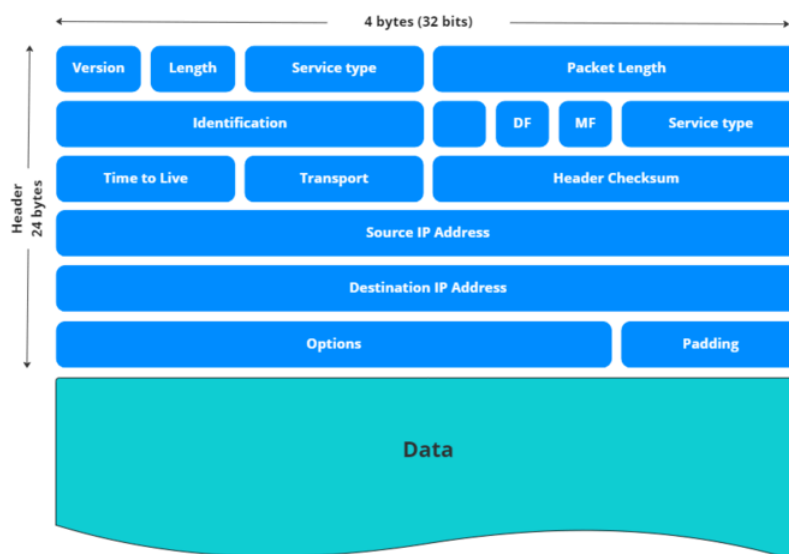 4 bytes (32 bits)
Version Length Service type Packet Length
Identification DF MF Service type
Time to Live Transport Header Checksum
Source IP Address
Destination IP Address
Options Padding
Header
24 bytes
Data